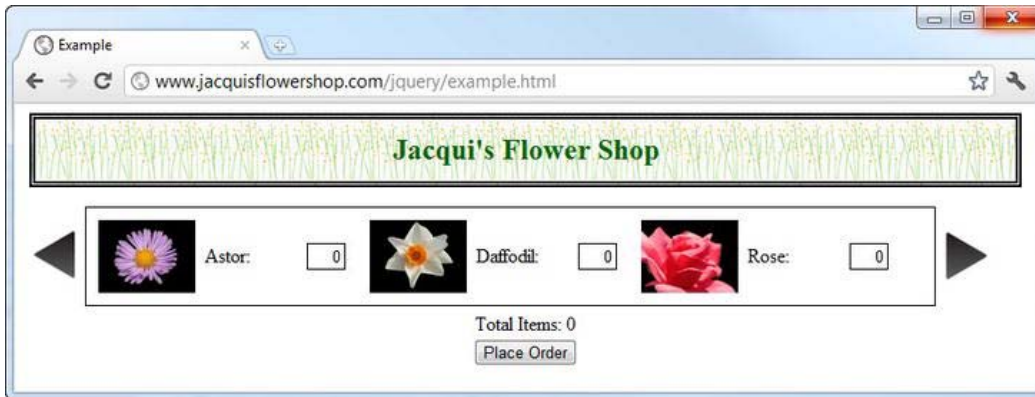 Example
www.jacquisflowershop.com/jquery/example.html
Jacqui's Flower Shop
Astor: 0 Daffodil: 0 Rose: 0
Total Items: 0
Place Order